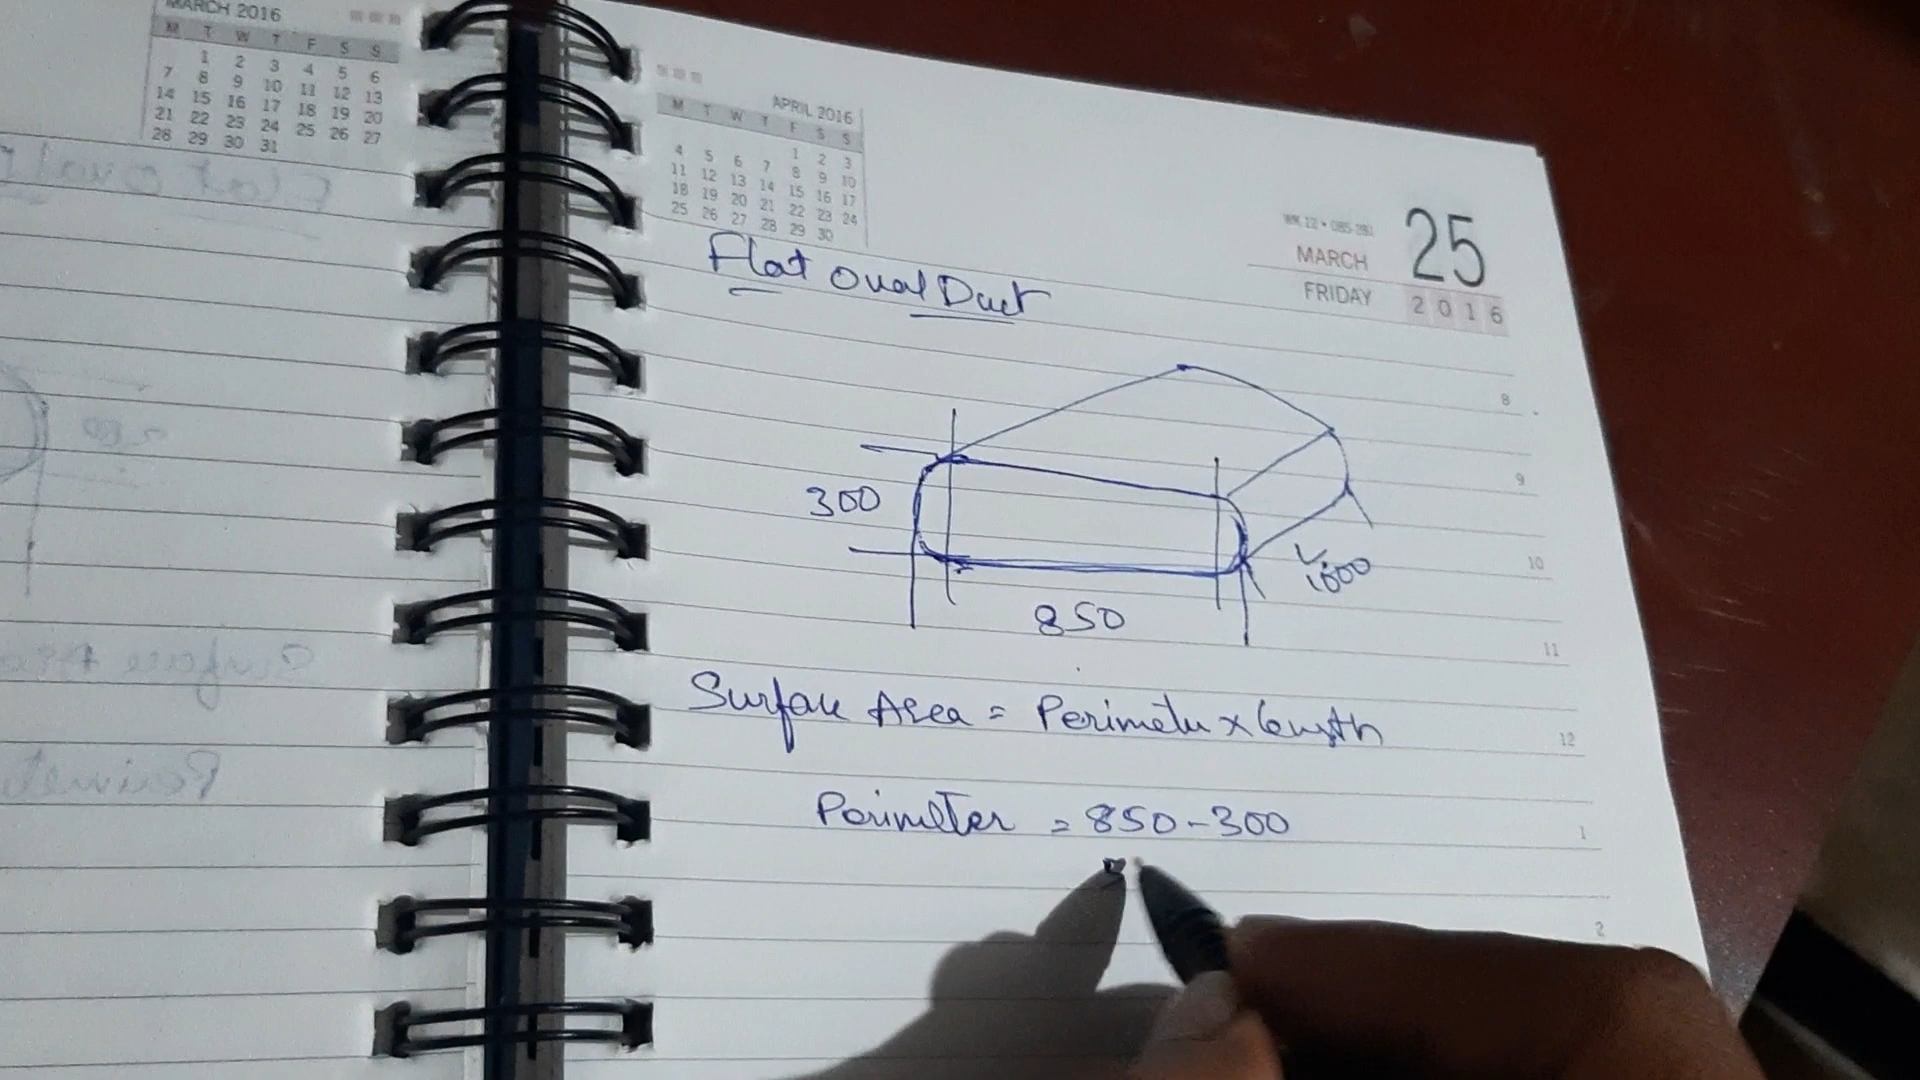 MARCH 2016
M T W T F S S
1 2 3 4 5 6
7 8 9 10 11 12 13
14 15 16 17 18 19 20
21 22 23 24 25 26 27
28 29 30 31
APRIL 2016
M T W T F S S
1 2 3
4 5 6 7 8 9 10
11 12 13 14 15 16 17
18 19 20 21 22 23 24
25 26 27 28 29 30
25
MARCH
FRIDAY
2016
Flat oval Duct
300
850
L
1000
Surface Area = Perimeter x length
Perimeter = 850-300
8
9
10
11
12
1
2